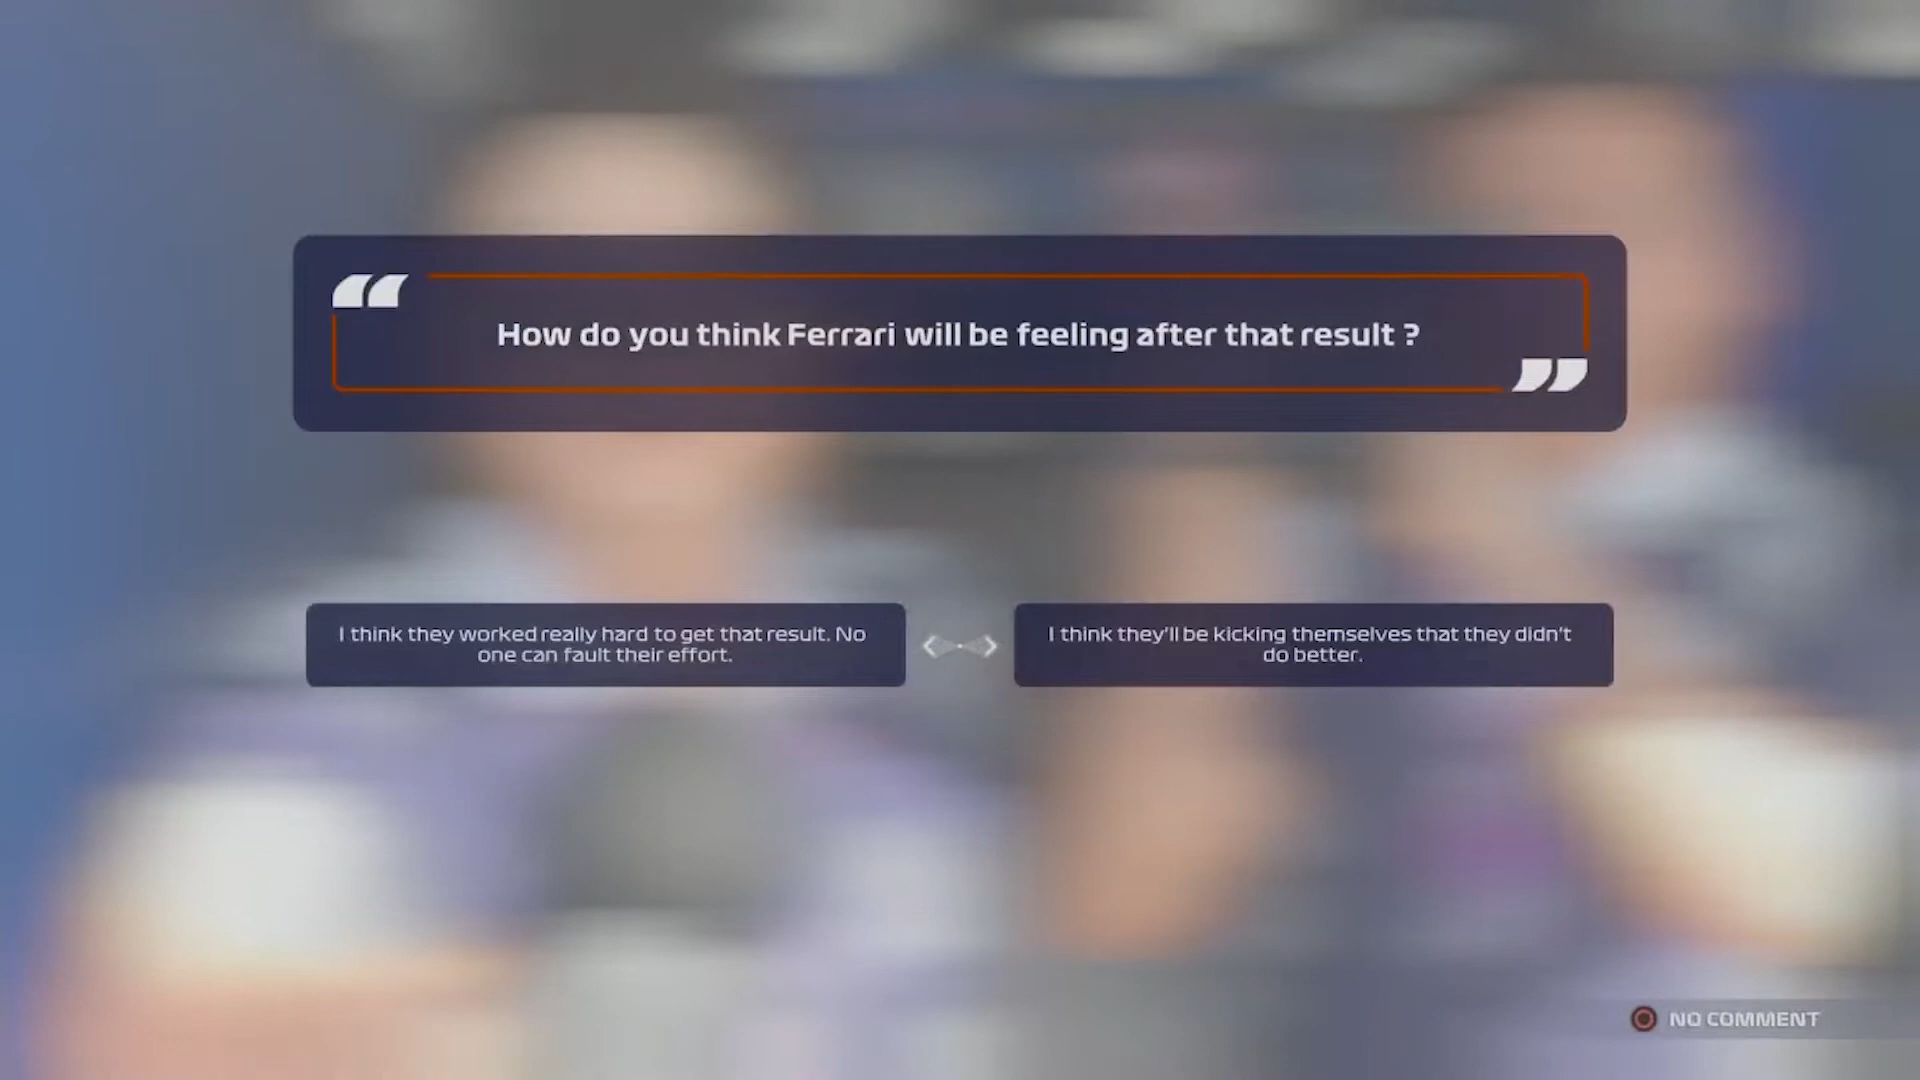 How do you think Ferrari will be feeling after that result ?
I think they worked really hard to get that result. No
one can fault their effort.
I think they'll be kicking themselves that they didn't
do better.
NO COMMENT